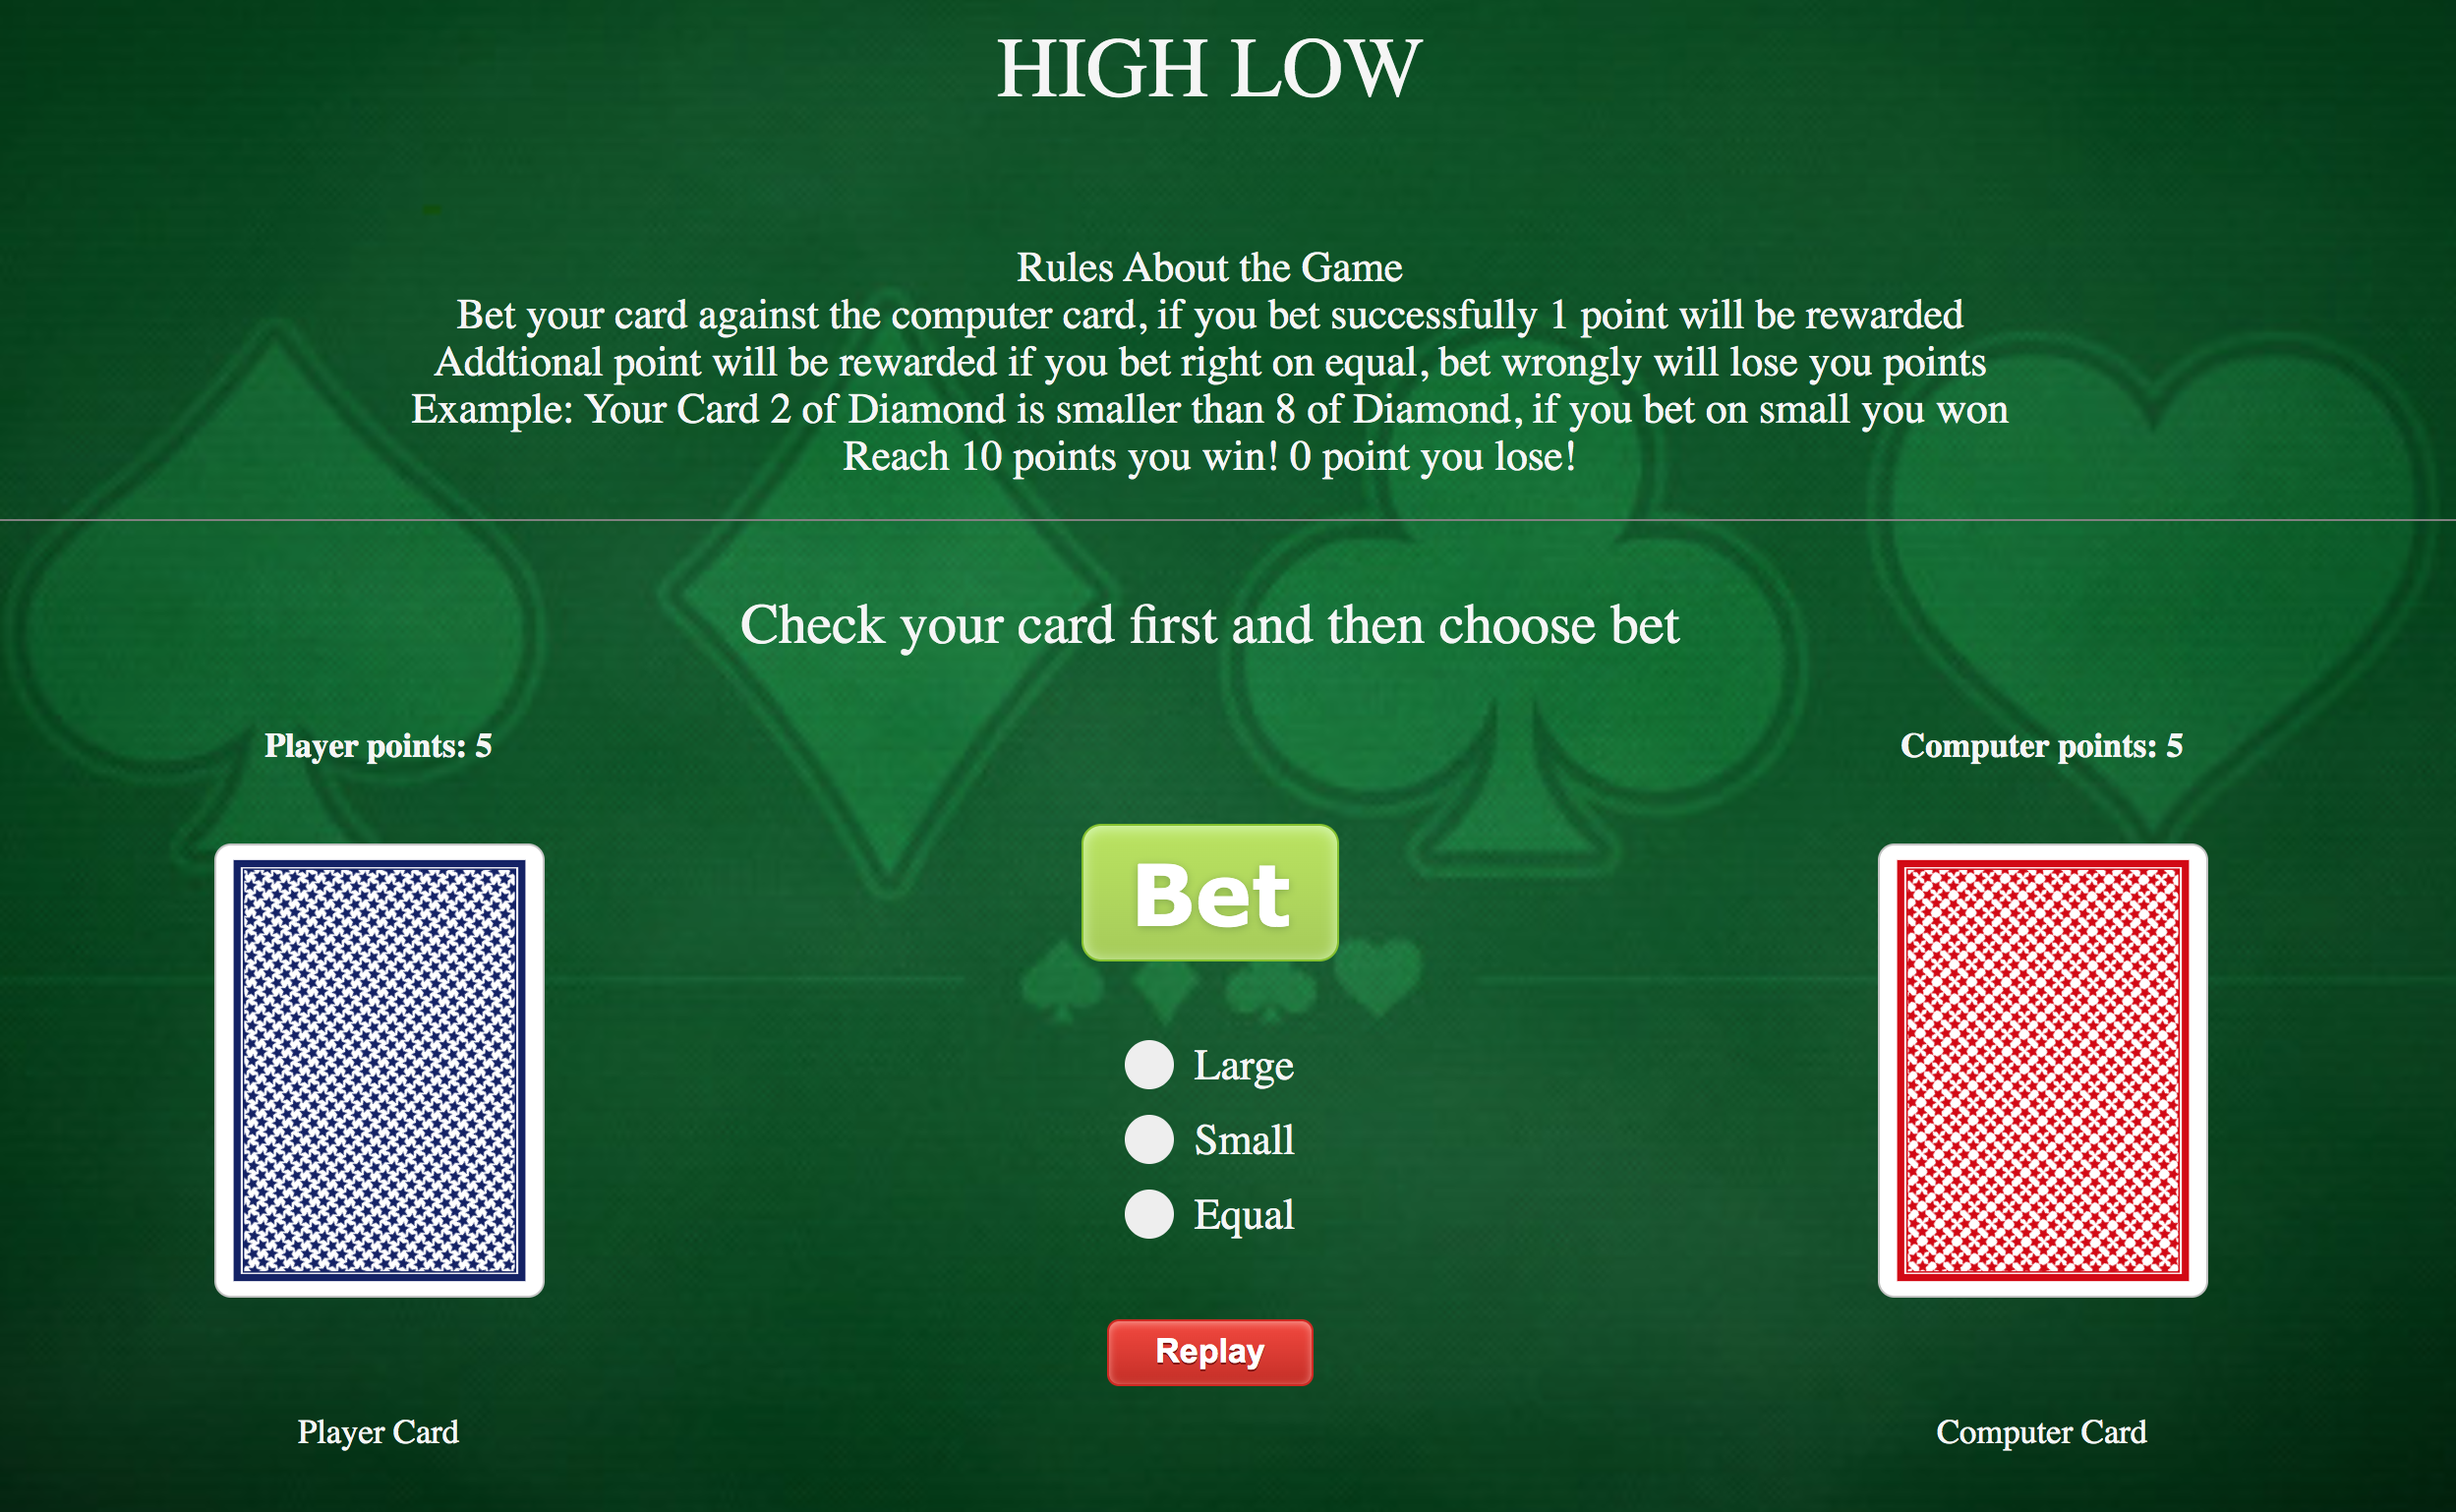 HIGH LOW
Rules About the Game
Bet your card against the computer card, if you bet successfully 1 point will be rewarded
Addtional point will be rewarded if you bet right on equal, bet wrongly will lose you points
Example: Your Card 2 of Diamond is smaller than 8 of Diamond, if you bet on small you won
Reach 10 points you win! 0 point you lose!
Check your card first and then choose bet
Player points: 5
Computer points: 5
Bet
Large
Small
Equal
Replay
Player Card
Computer Card